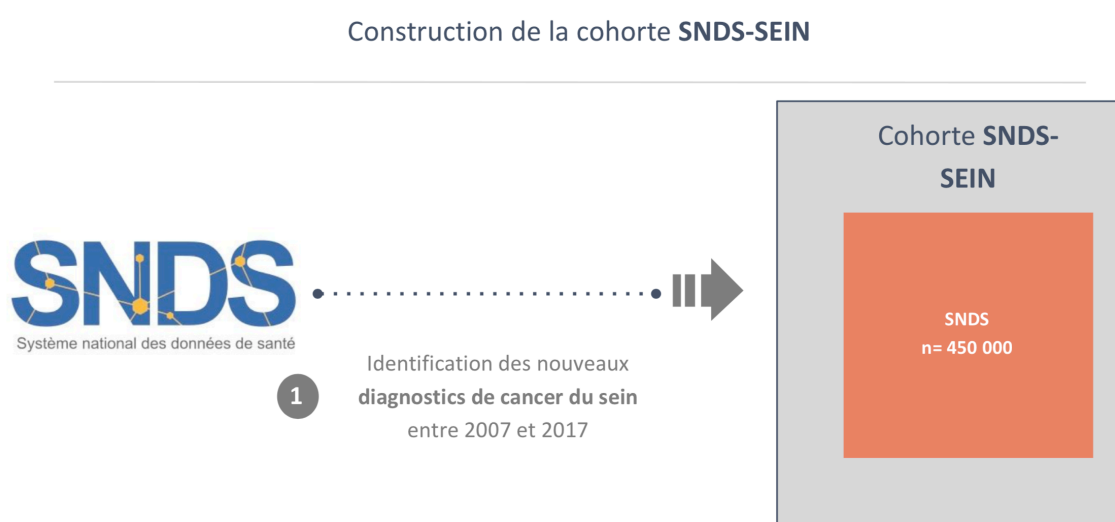 Construction de la cohorte SNDS-SEIN
Cohorte SNDS-
SEIN
SNDS
Système national des données de santé
SNDS
n= 450 000
1
Identification des nouveaux
diagnostics de cancer du sein
entre 2007 et 2017